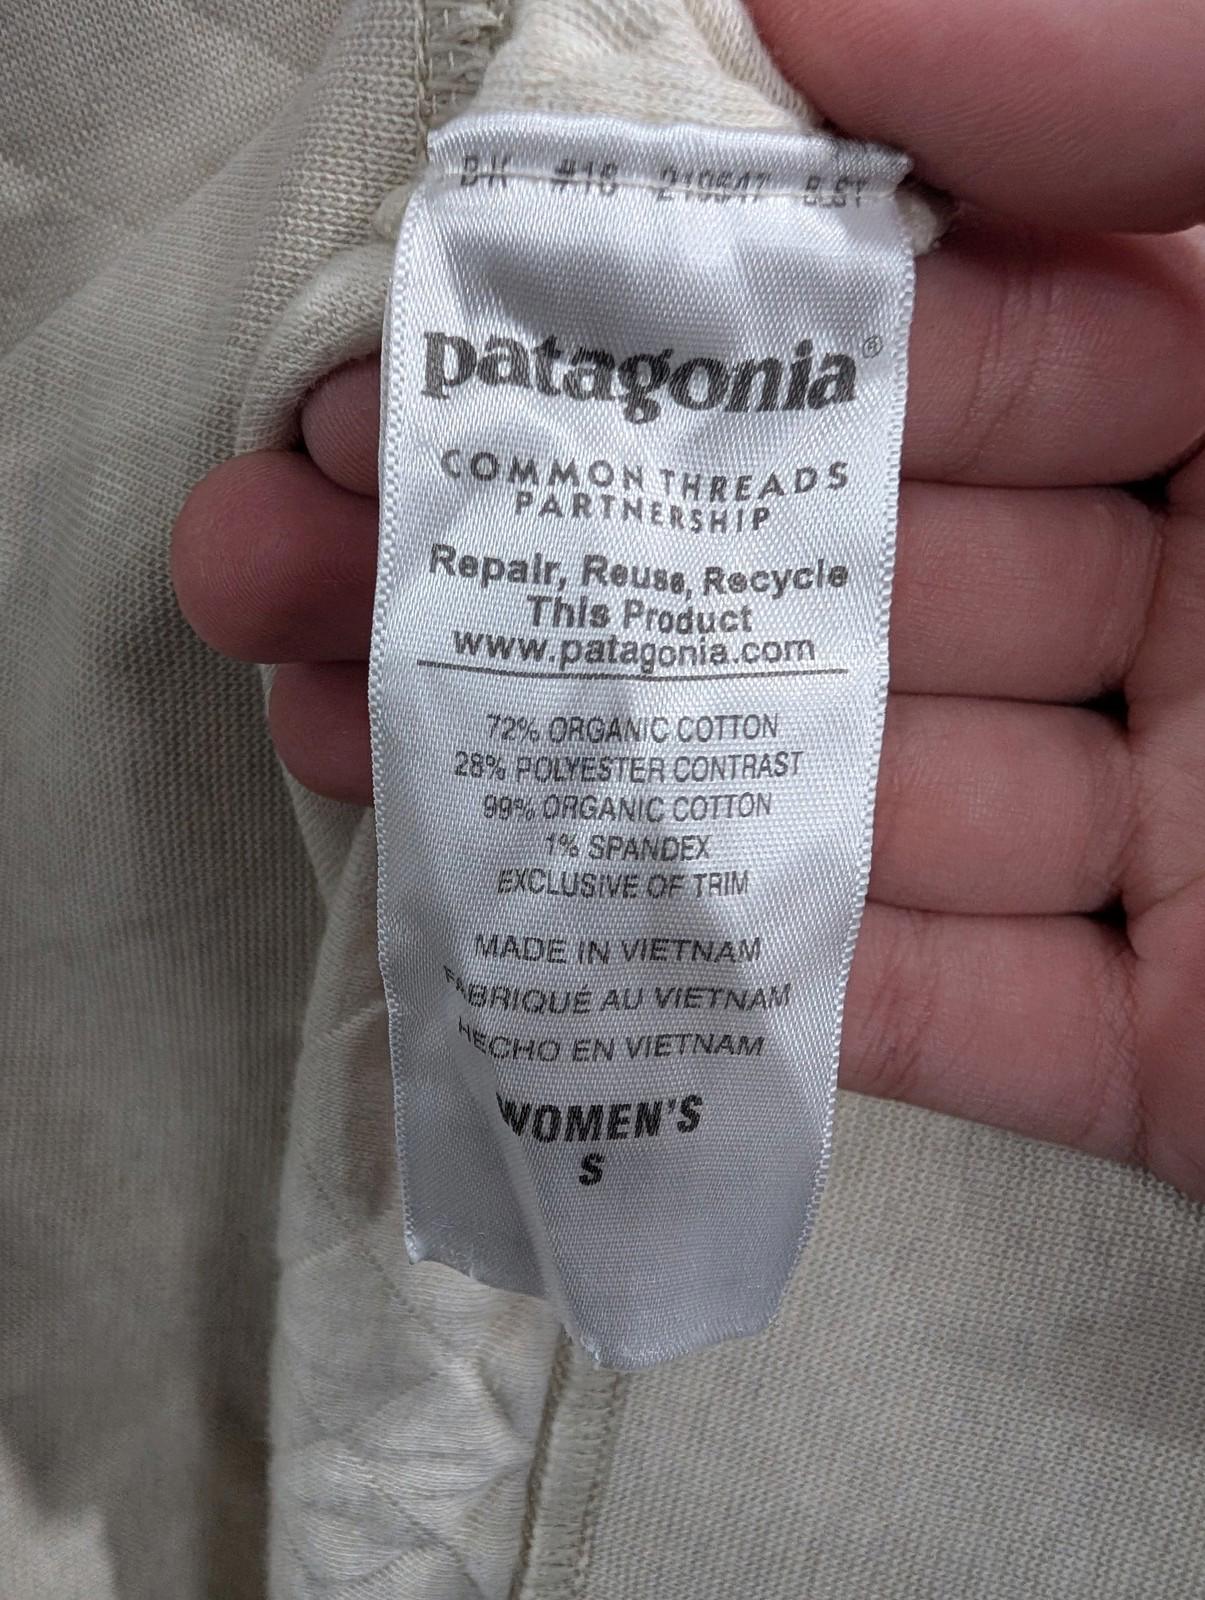 #16
patagonia®
COMMON THREADS
PARTNERSHIP
Repair, Reuse, Recycle
This Product
www.patagonia.com
72% ORGANIC COTTON
28% POLYESTER CONTRAST
99% ORGANIC COTTON
1% SPANDEX
EXCLUSIVE OF TRIM
MADE IN VIETNAM
FABRIQUÉ AU VIETNAM
HECHO EN VIETNAM
WOMEN'S
S